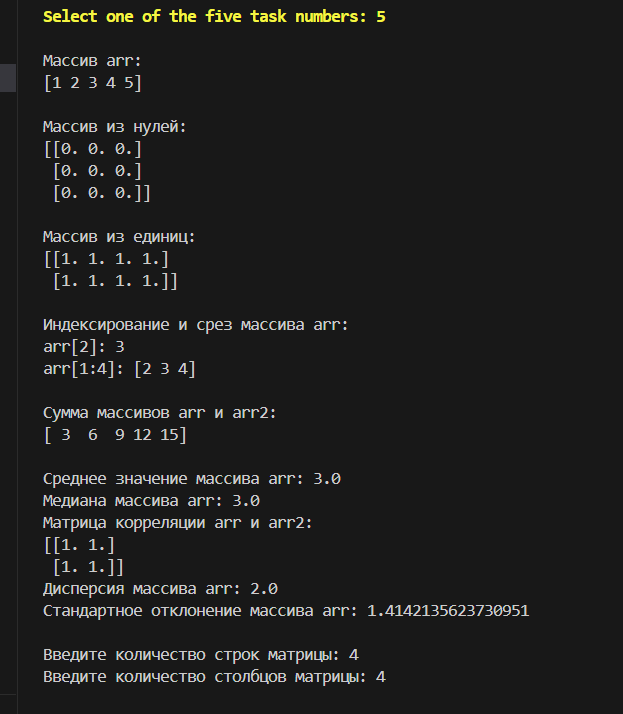 Select one of the five task numbers: 5
Массив arr:
[1 2 3 4 5]
Массив из нулей:
[[0. 0. 0.]
 [0. 0. 0.]
 [0. 0. 0.]]
Массив из единиц:
[[1. 1. 1. 1.]
 [1. 1. 1. 1.]]
Индексирование и срез массива arr:
arr[2]: 3
arr[1:4]: [2 3 4]
Сумма массивов arr и arr2:
[ 3  6  9 12 15]
Среднее значение массива arr: 3.0
Медиана массива arr: 3.0
Матрица корреляции arr и arr2:
[[1. 1.]
 [1. 1.]]
Дисперсия массива arr: 2.0
Стандартное отклонение массива arr: 1.4142135623730951
Введите количество строк матрицы: 4
Введите количество столбцов матрицы: 4